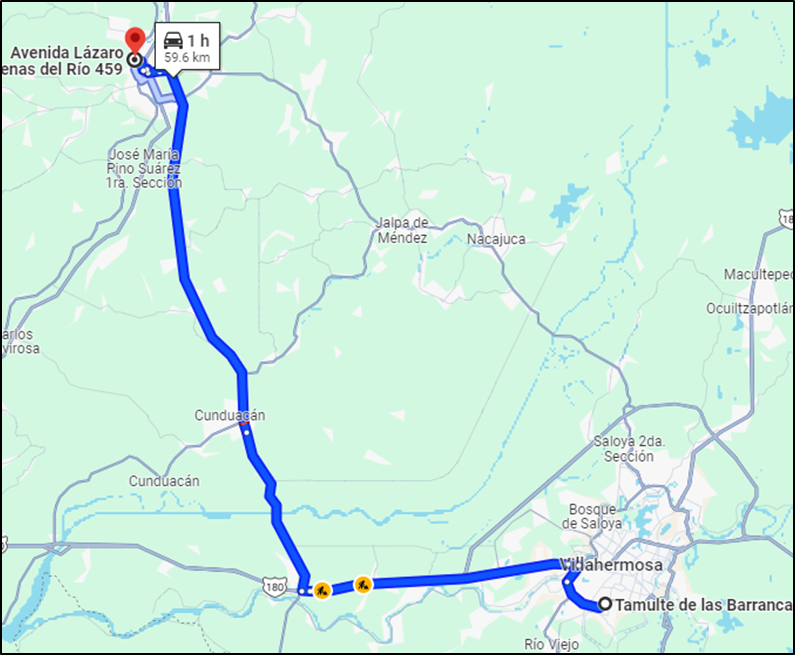 Avenida Lázaro
enas del Río 459
1 h
59.6 km
José María
Pino Suárez
1ra. Sección
Jalpa de
Méndez
Nacajuca
18
Macultepec
Ocuiltzapotlán
arlos
virosa
Cunduacán
Cunduacán
Saloya 2da.
Sección
Bosque
de Saloya
Villahermosa
180
Tamulte de las Barranca
Río Viejo